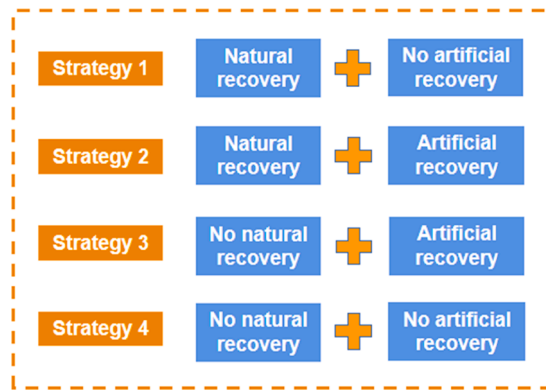 Strategy 1
Natural
recovery
No artificial
recovery
Strategy 2
Natural
recovery
Artificial
recovery
Strategy 3
No natural
recovery
Artificial
recovery
Strategy 4
No natural
recovery
No artificial
recovery